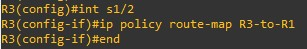 R3(config)#int s1/2
R3(config-if)#ip policy route-map R3-to-R1
R3(config-if)#end